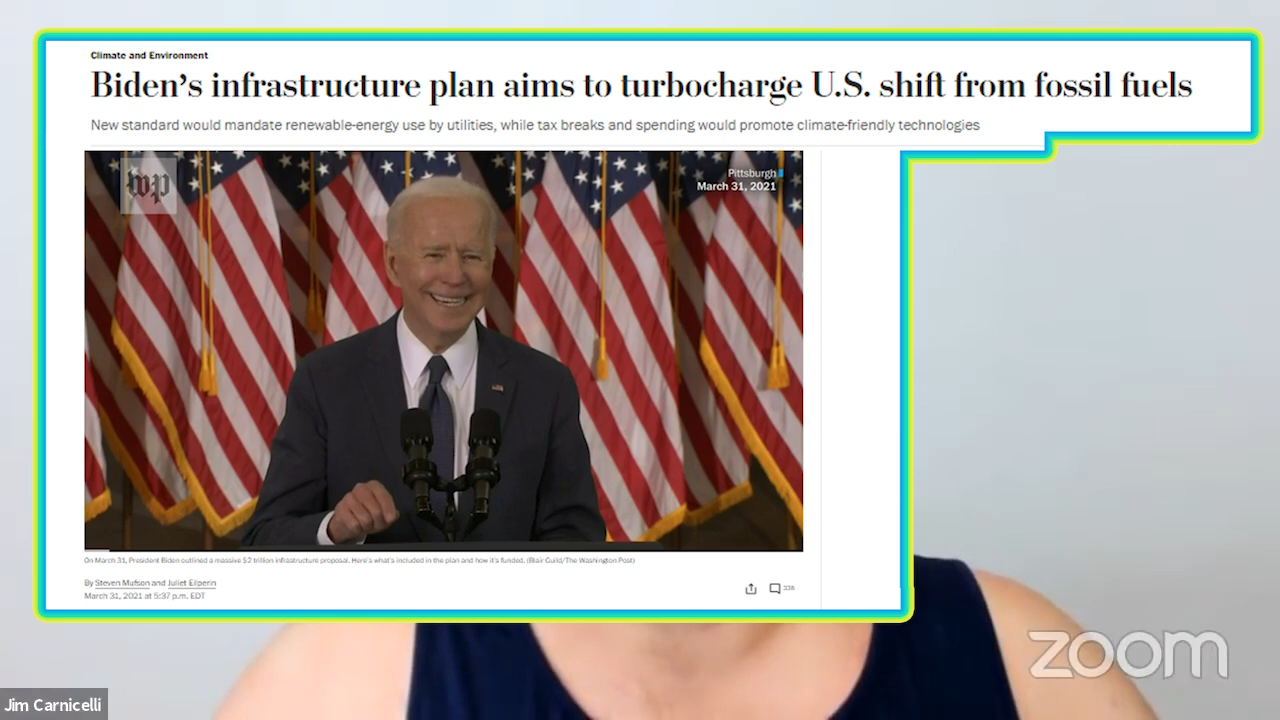 Climate and Environment
Biden's infrastructure plan aims to turbocharge U.S. shift from fossil fuels
New standard would mandate renewable-energy use by utilities, while tax breaks and spending would promote climate-friendly technologies
wp
Pittsburgh
March 31, 2021
On March 31, President Biden outlined a massive $2 trillion infrastructure proposal. Here's what's included in the plan and how it's funded. (Blair Guild/The Washington Post)
By Steven Mufson and Juliet Eilperin
March 31, 2021 at 5:37 p.m. EDT
338
zoom
Jim Carnicelli